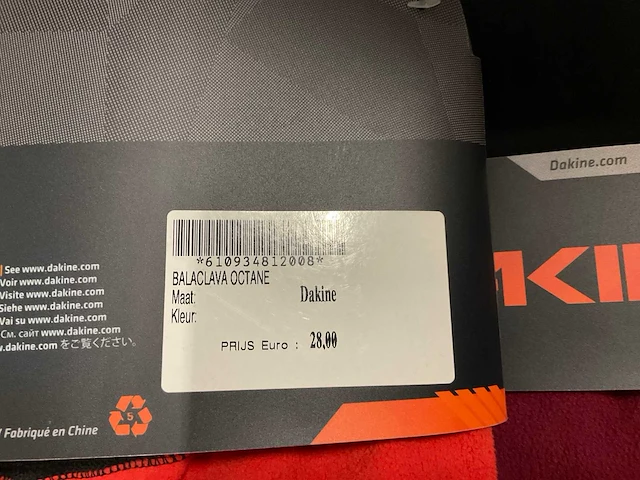 Dakine.com
*610934812008*
BALACLAVA OCTANE
Maat: Dakine
Kleur:
PRIJS Euro : 28,00
See www.dakine.com
Voir www.dakine.com
Visite www.dakine.com
Siehe www.dakine.com
Vai su www.dakine.com
См. сайт www.dakine.com
.dakine.com をご覧ください。
/ Fabriqué en Chine
5
AKI